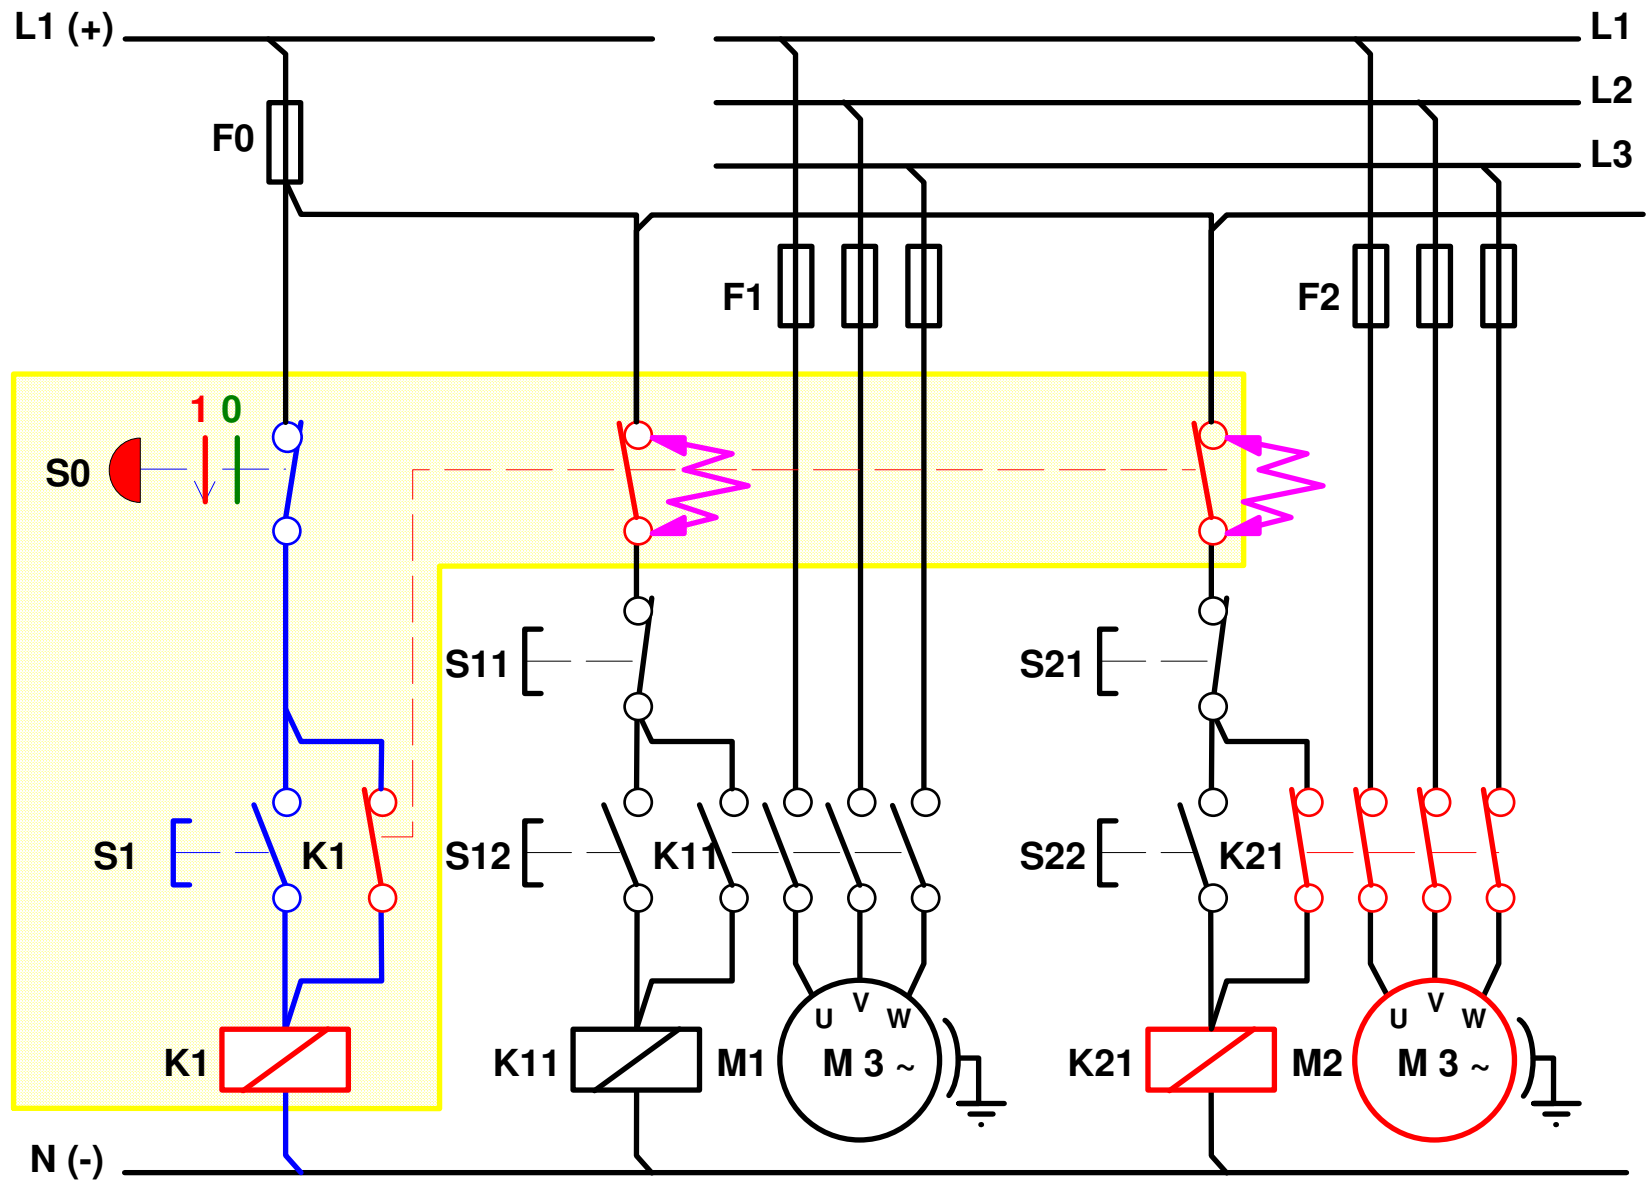 L1 (+)
L1
L2
F0
L3
F1
F2
1 0
S0
S11
S21
S1
K1
S12
K11
S22
K21
U V W
U V W
K1
K11
M1
M 3 ~
K21
M2
M 3 ~
N (-)